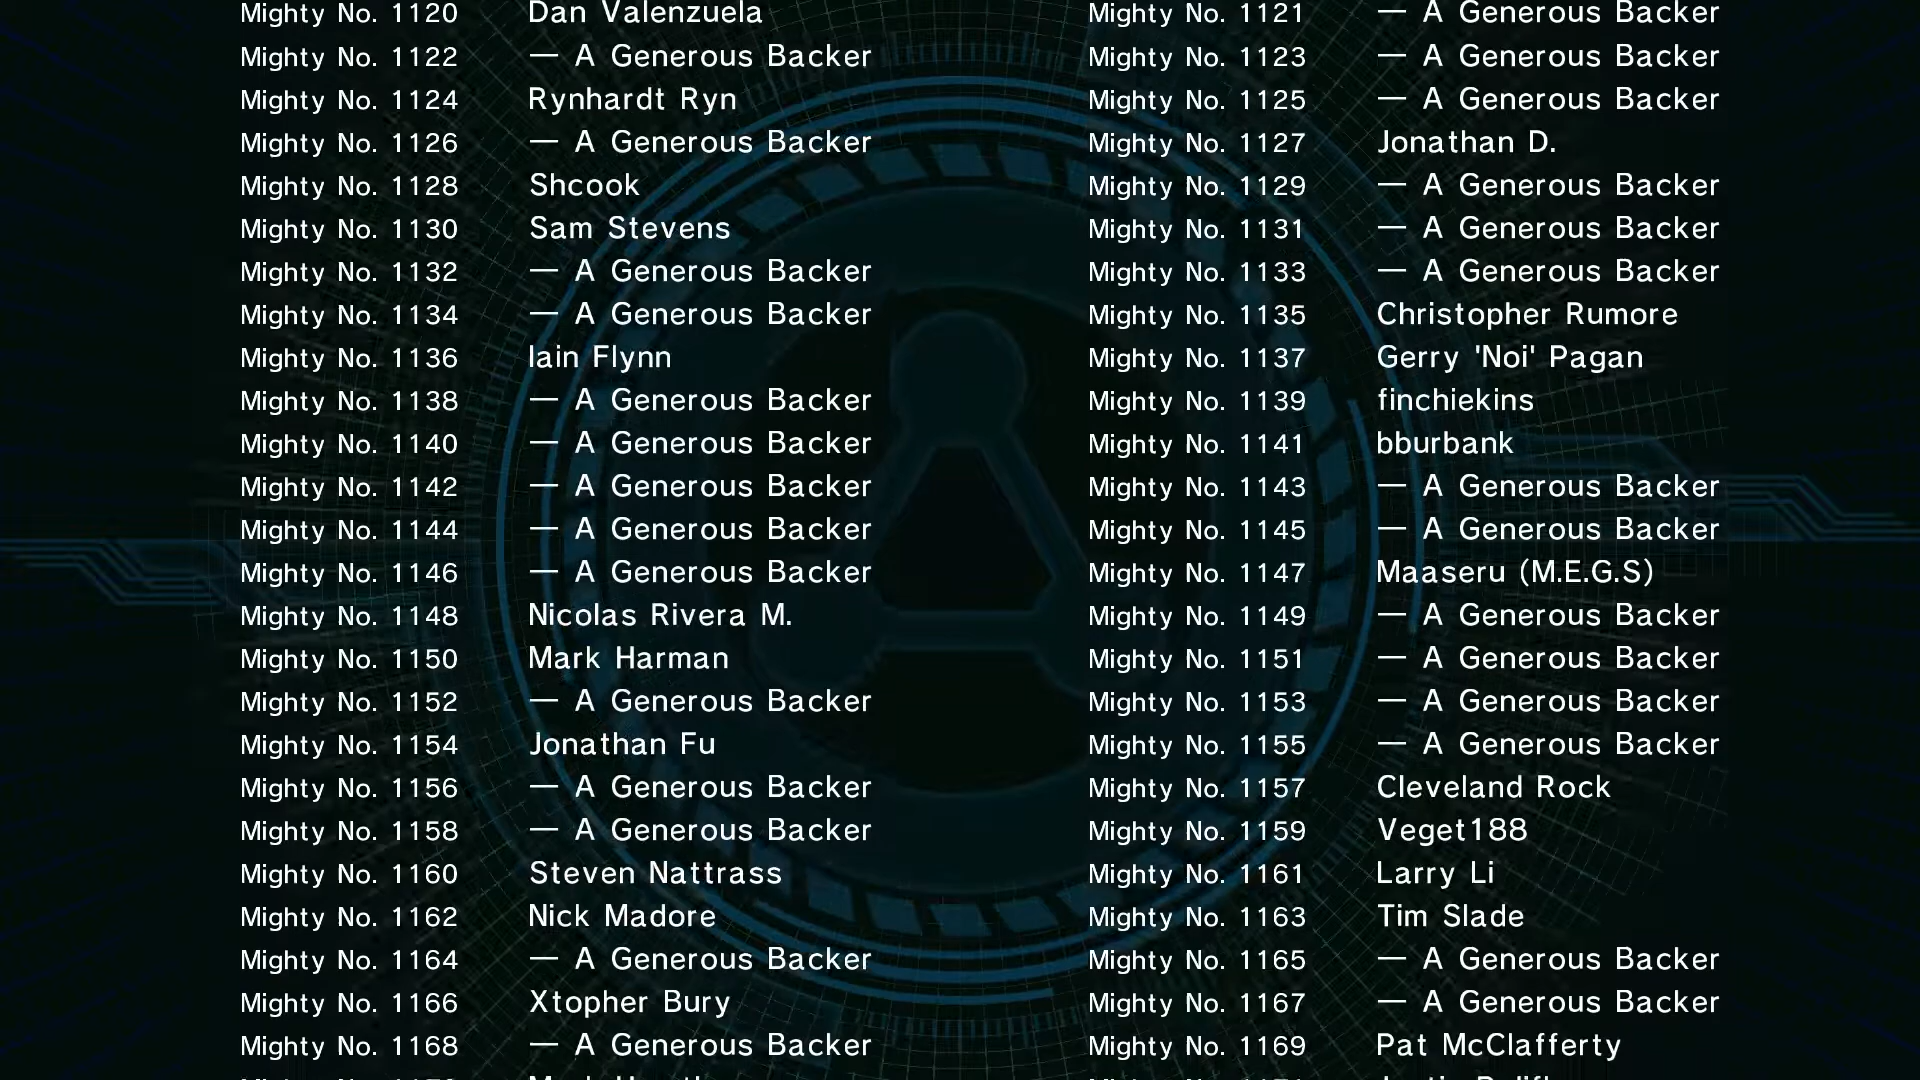 Mighty No. 1120 Dan Valenzuela Mighty No. 1121 — A Generous Backer
Mighty No. 1122 — A Generous Backer Mighty No. 1123 — A Generous Backer
Mighty No. 1124 Rynhardt Ryn Mighty No. 1125 — A Generous Backer
Mighty No. 1126 — A Generous Backer Mighty No. 1127 Jonathan D.
Mighty No. 1128 Shcook Mighty No. 1129 — A Generous Backer
Mighty No. 1130 Sam Stevens Mighty No. 1131 — A Generous Backer
Mighty No. 1132 — A Generous Backer Mighty No. 1133 — A Generous Backer
Mighty No. 1134 — A Generous Backer Mighty No. 1135 Christopher Rumore
Mighty No. 1136 Iain Flynn Mighty No. 1137 Gerry 'Noi' Pagan
Mighty No. 1138 — A Generous Backer Mighty No. 1139 finchiekins
Mighty No. 1140 — A Generous Backer Mighty No. 1141 bburbank
Mighty No. 1142 — A Generous Backer Mighty No. 1143 — A Generous Backer
Mighty No. 1144 — A Generous Backer Mighty No. 1145 — A Generous Backer
Mighty No. 1146 — A Generous Backer Mighty No. 1147 Maaseru (M.E.G.S)
Mighty No. 1148 Nicolas Rivera M. Mighty No. 1149 — A Generous Backer
Mighty No. 1150 Mark Harman Mighty No. 1151 — A Generous Backer
Mighty No. 1152 — A Generous Backer Mighty No. 1153 — A Generous Backer
Mighty No. 1154 Jonathan Fu Mighty No. 1155 — A Generous Backer
Mighty No. 1156 — A Generous Backer Mighty No. 1157 Cleveland Rock
Mighty No. 1158 — A Generous Backer Mighty No. 1159 Veget188
Mighty No. 1160 Steven Nattrass Mighty No. 1161 Larry Li
Mighty No. 1162 Nick Madore Mighty No. 1163 Tim Slade
Mighty No. 1164 — A Generous Backer Mighty No. 1165 — A Generous Backer
Mighty No. 1166 Xtopher Bury Mighty No. 1167 — A Generous Backer
Mighty No. 1168 — A Generous Backer Mighty No. 1169 Pat McClafferty